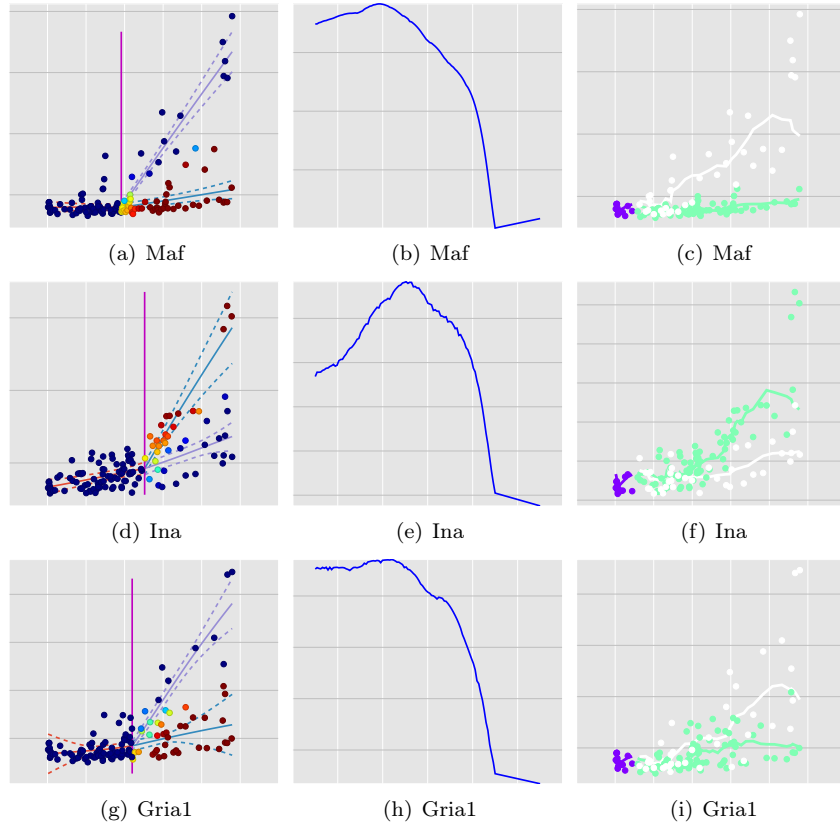 (a) Maf
(b) Maf
(c) Maf
(d) Ina
(e) Ina
(f) Ina
(g) Gria1
(h) Gria1
(i) Gria1